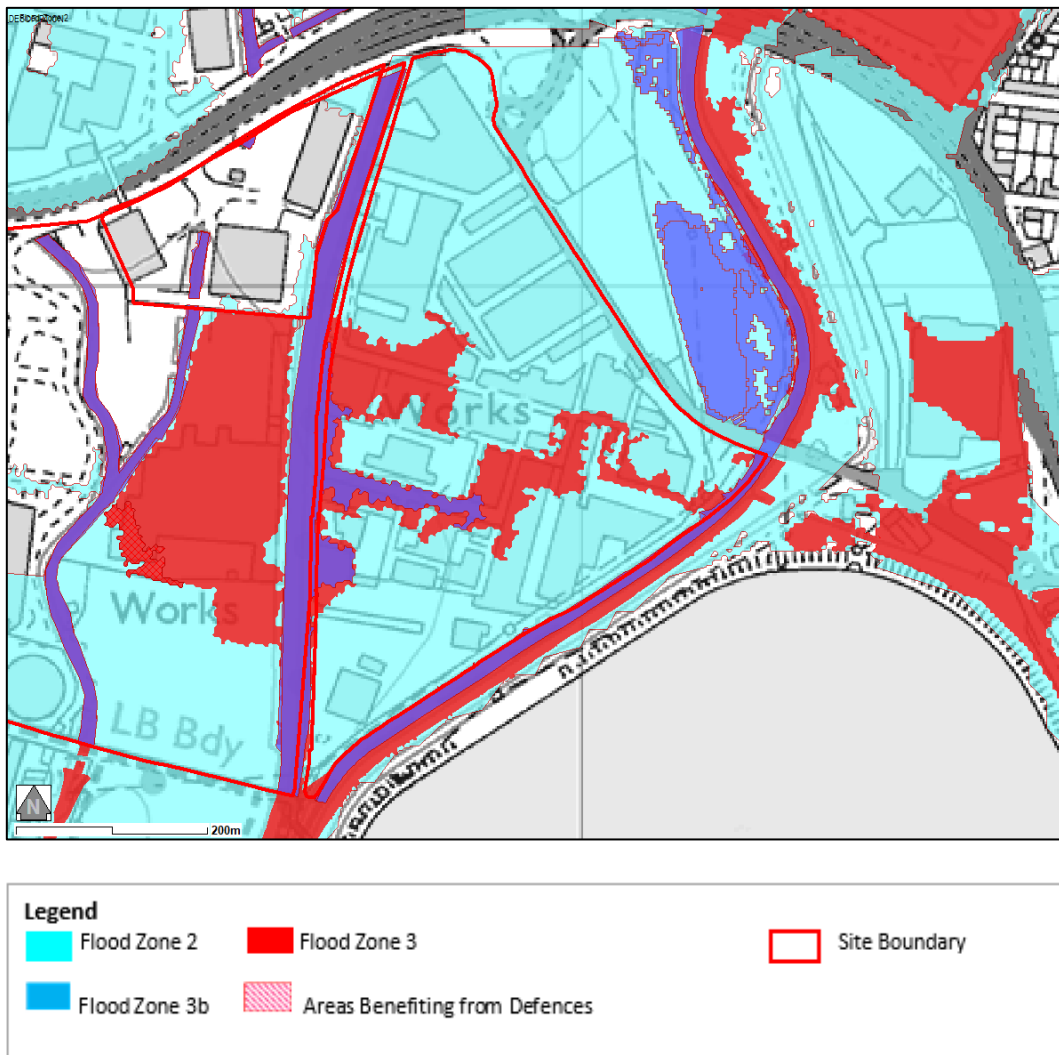 Works
Works
LB Bdy
N
200m
Legend
Flood Zone 2
Flood Zone 3
Site Boundary
Flood Zone 3b
Areas Benefiting from Defences